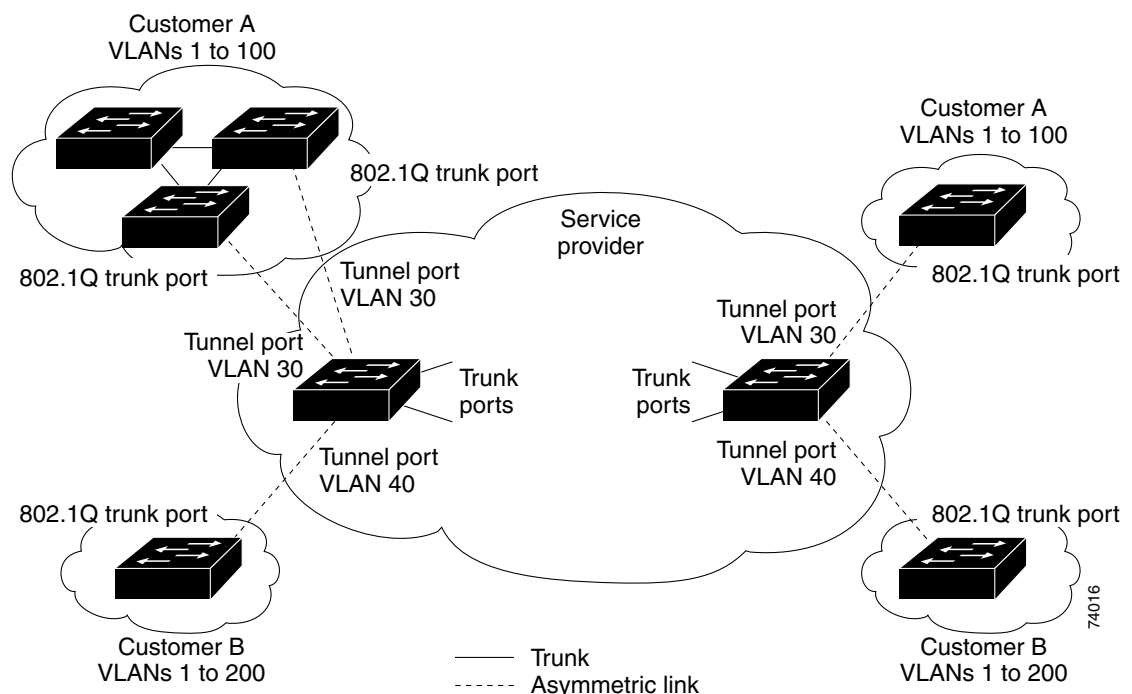 Customer A
VLANs 1 to 100
Customer A
VLANs 1 to 100
802.1Q trunk port
Service
provider
802.1Q trunk port
802.1Q trunk port
Tunnel port
VLAN 30
Tunnel port
VLAN 30
Tunnel port
VLAN 30
Trunk
ports
Trunk
ports
Tunnel port
VLAN 40
Tunnel port
VLAN 40
802.1Q trunk port
802.1Q trunk port
74016
Customer B
VLANs 1 to 200
Customer B
VLANs 1 to 200
Trunk
Asymmetric link